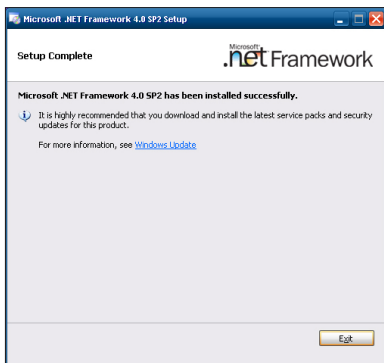 Microsoft .NET Framework 4.0 SP2 Setup
Setup Complete
Microsoft
.net Framework
Microsoft .NET Framework 4.0 SP2 has been installed successfully.
It is highly recommended that you download and install the latest service packs and security
updates for this product.
For more information, see Windows Update
Exit